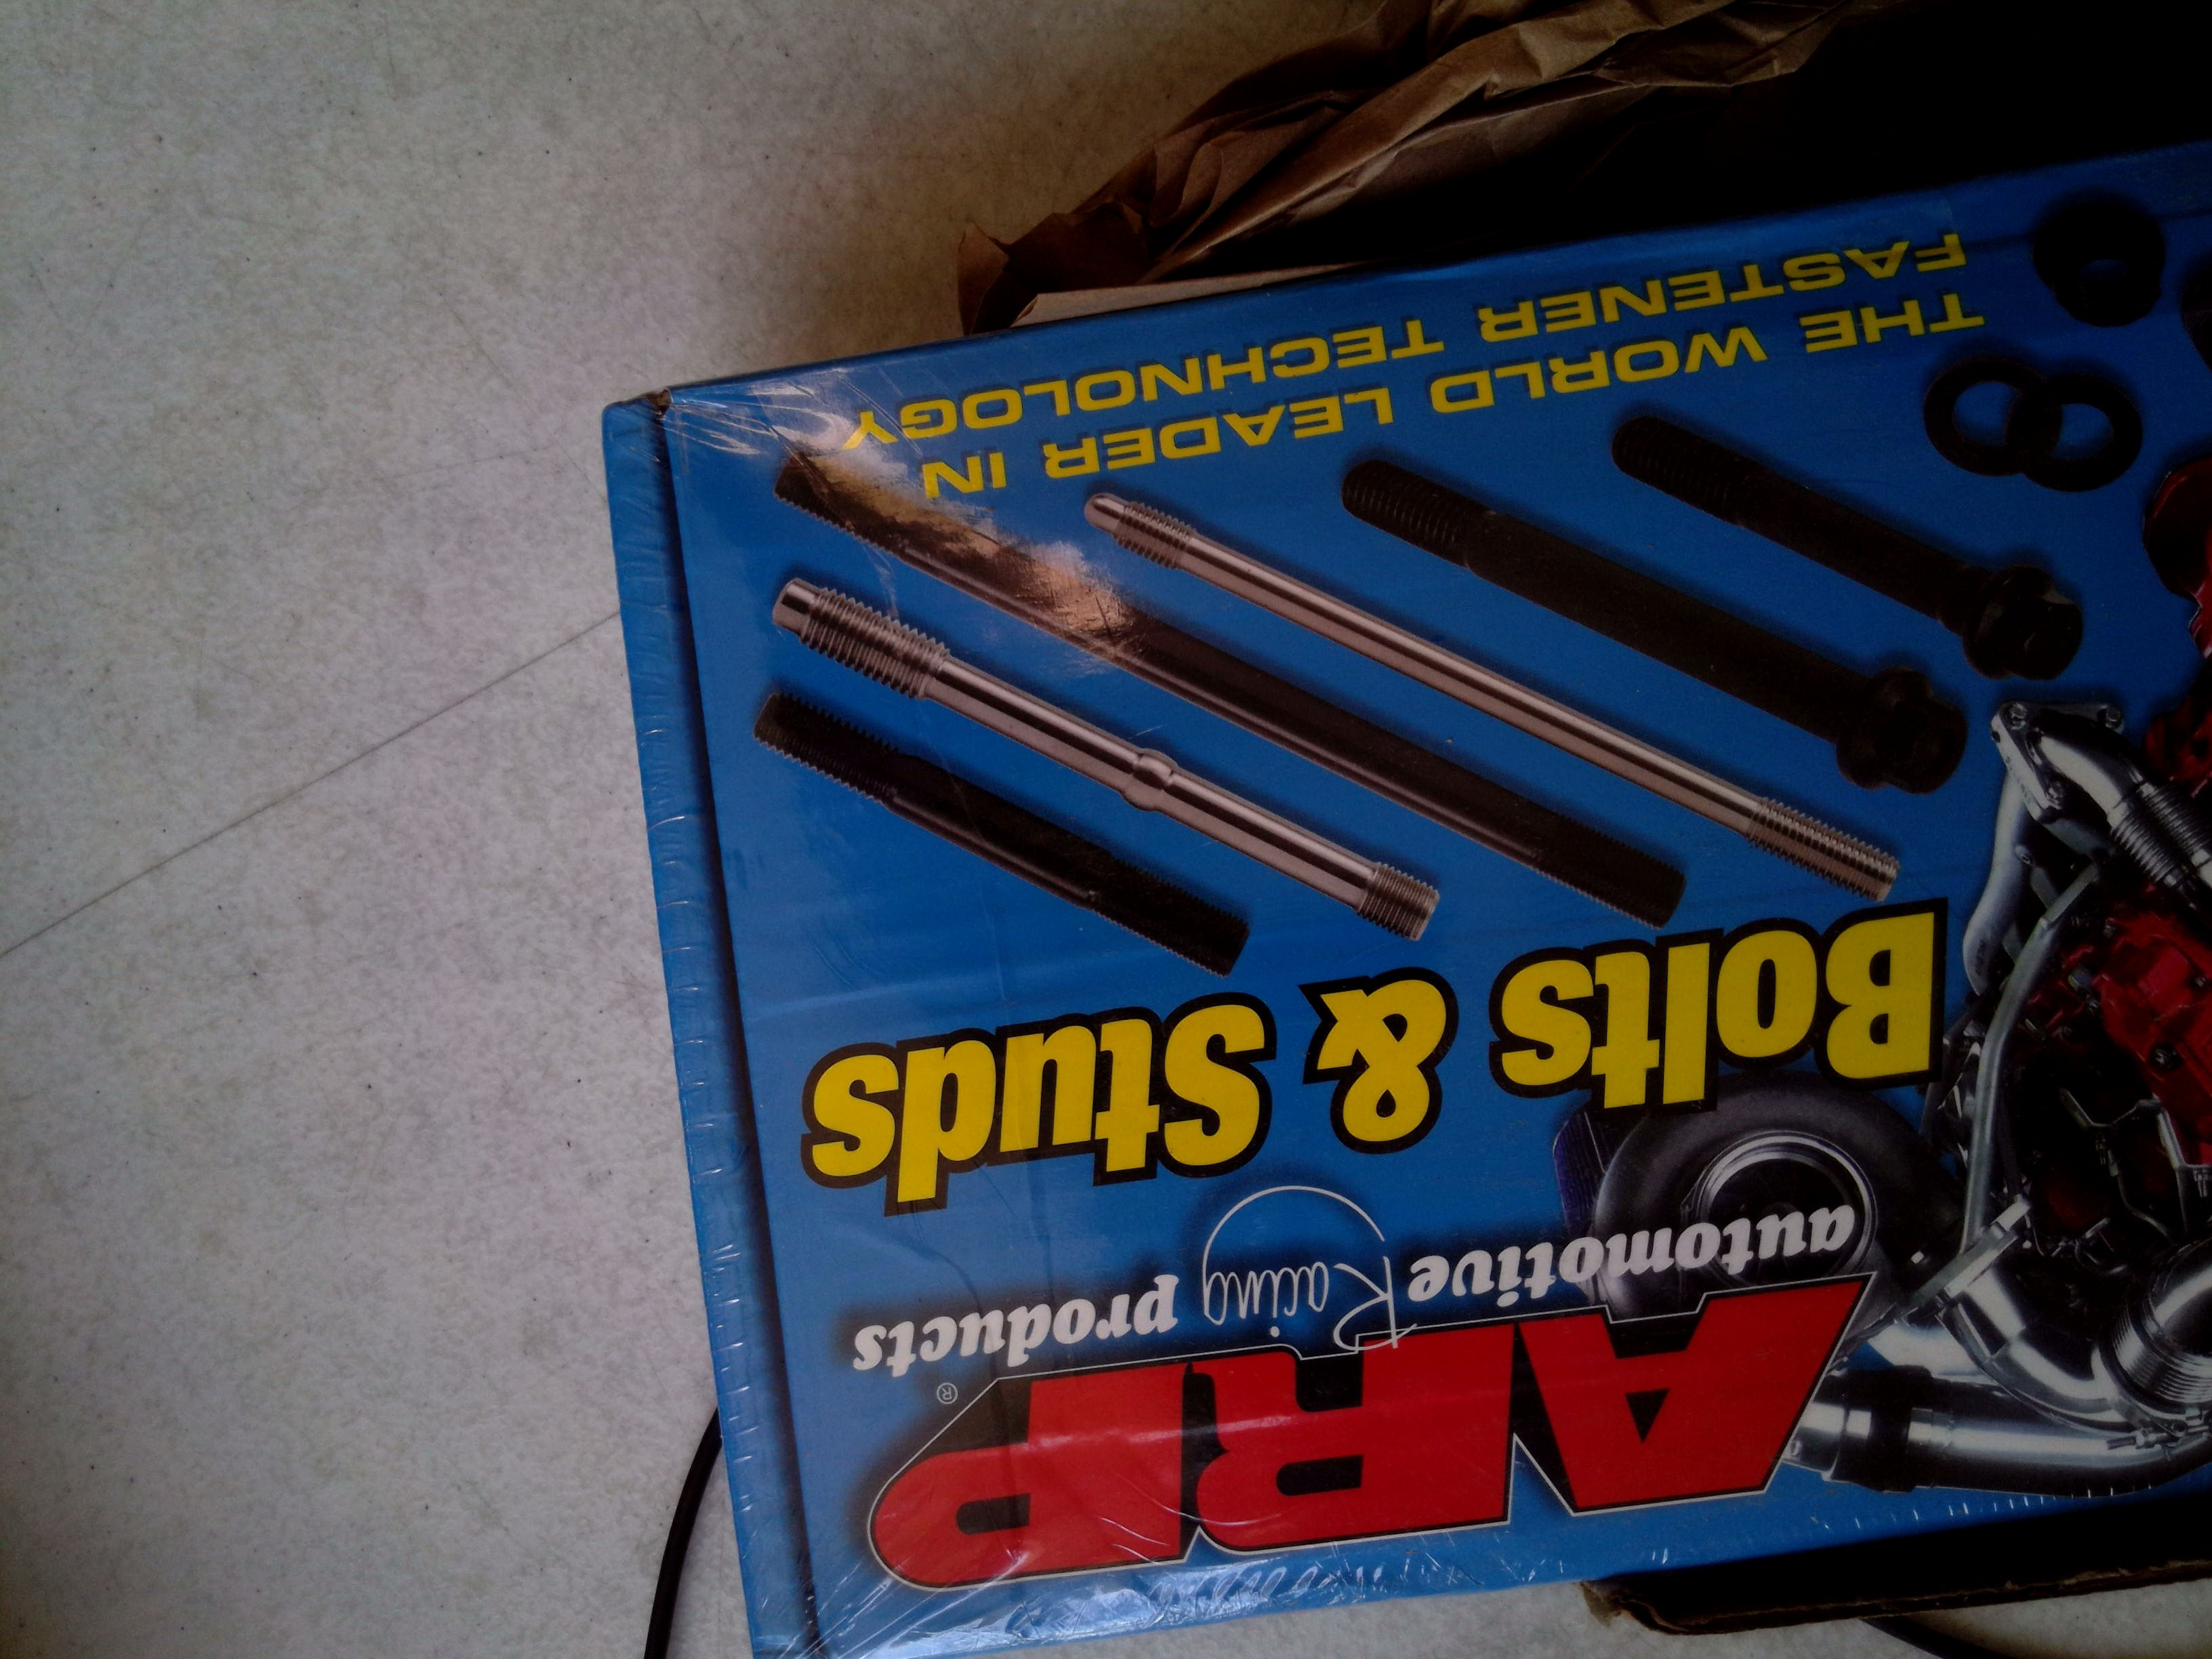 ARP®
automotive Racing products
Bolts & Studs
THE WORLD LEADER IN
FASTENER TECHNOLOGY